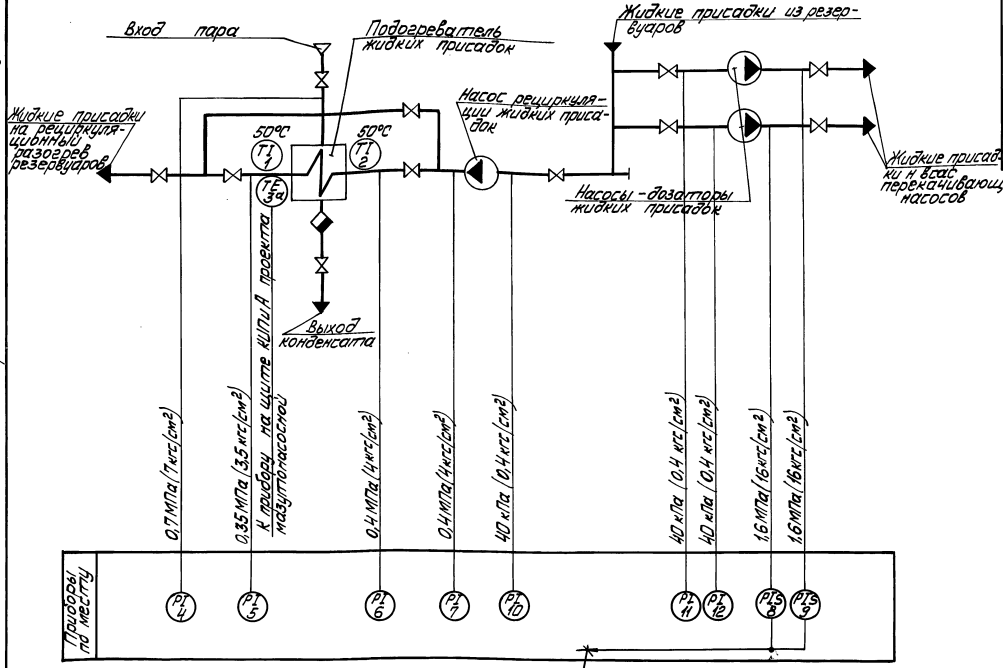 Вход пара
Подогреватель
жидких присадок
Жидкие присадки из резер-
вуаров
Жидкие присадки
на рециркуля-
ционный
разогрев
резервуаров
50°С
TI
1
50°С
TI
2
TE
3а
Насос рециркуля-
ции жидких приса-
док
Насосы-дозаторы
жидких присадок
Жидкие присад
ки н всас
перекачивающ
насосов
Выход
конденсата
0,7 МПа (7 кгс/см²)
0,35 МПа (3,5 кгс/см²)
К прибору на щите КИПиА проекта
мазутонасосной
0,4 МПа (4 кгс/см²)
0,4 МПа (4 кгс/см²)
40 кПа (0,4 кгс/см²)
40 кПа (0,4 кгс/см²)
40 кПа (0,4 кгс/см²)
1,6 МПа (16 кгс/см²)
1,6 МПа (16 кгс/см²)
Приборы
по месту
PI
4
PI
5
PI
6
PI
7
PI
10
PI
11
PI
12
PIS
8
PIS
9